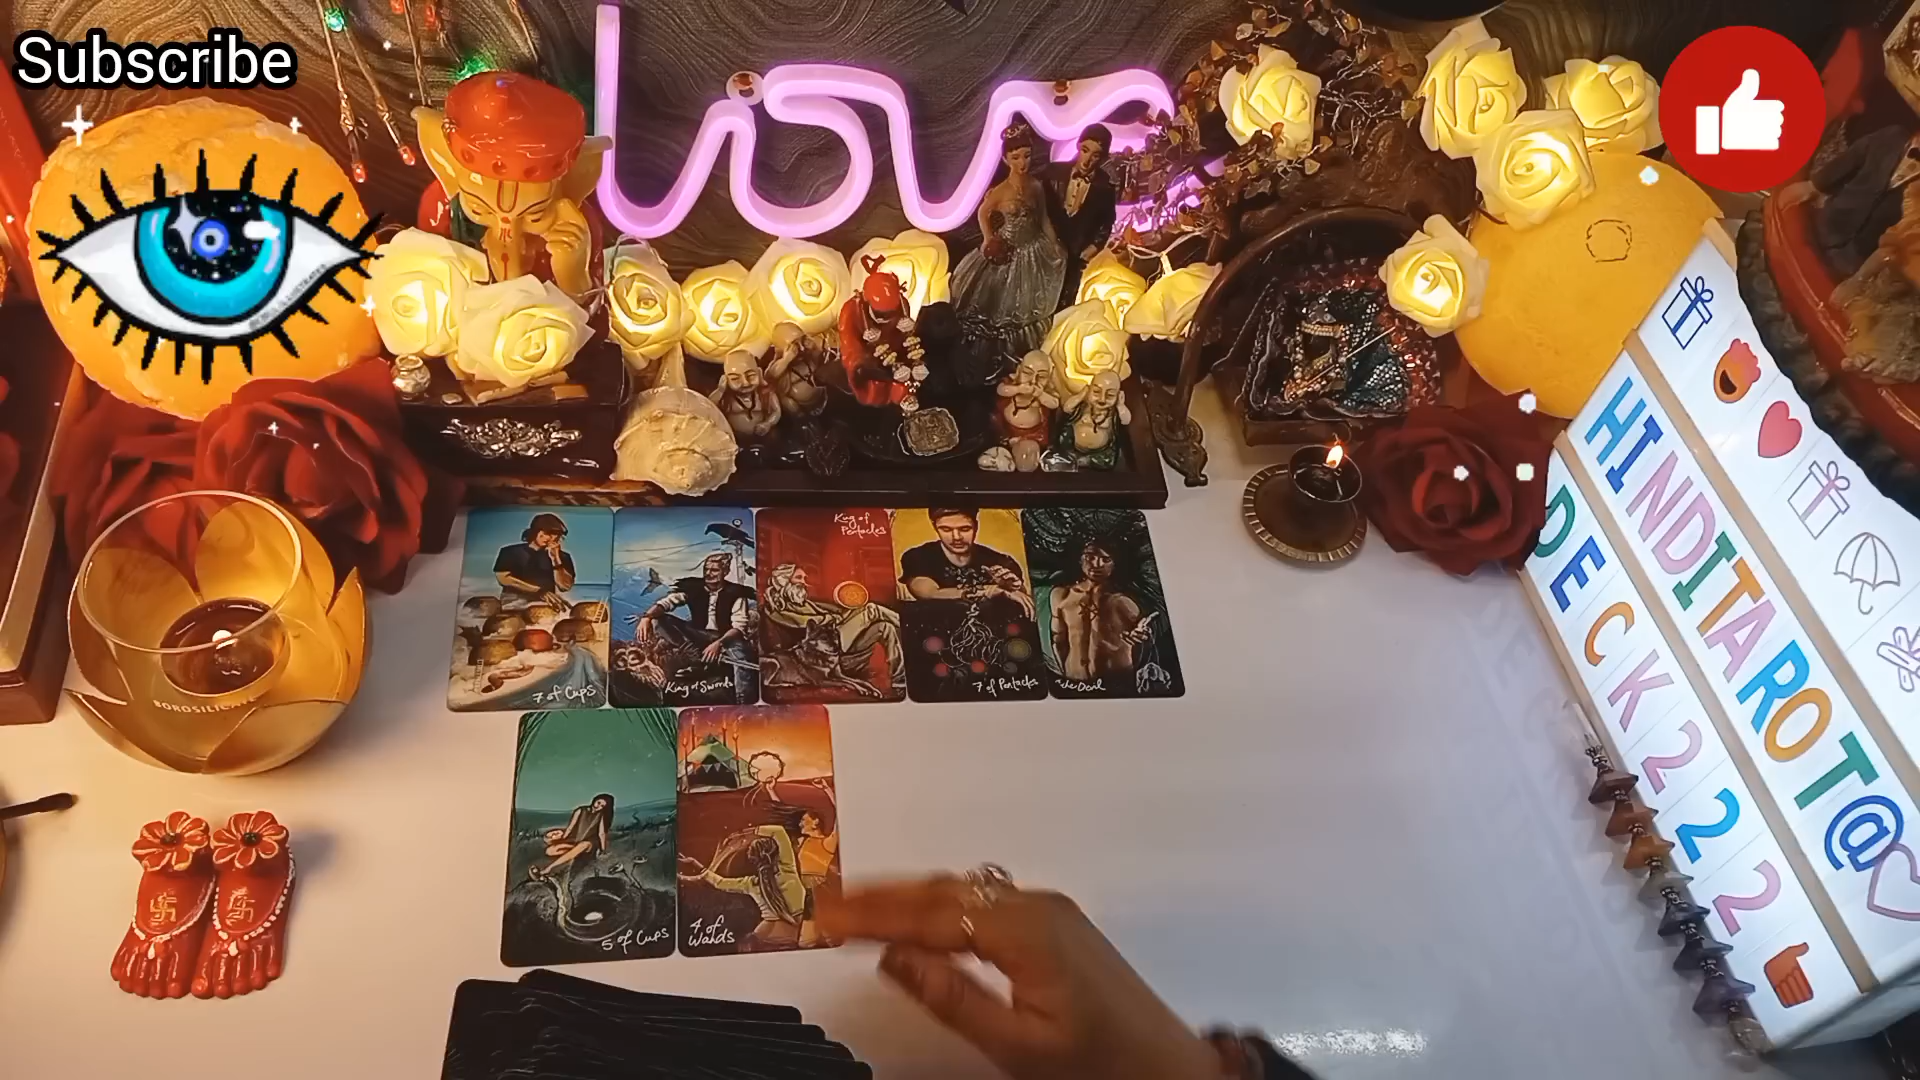 Subscribe
love
King of
Pentacles
7 of Cups
King of Swords
7 of Pentacles
The Devil
5 of Cups
4 of
Wands
BOROSILICATE
HINDITAROT@
DECK222